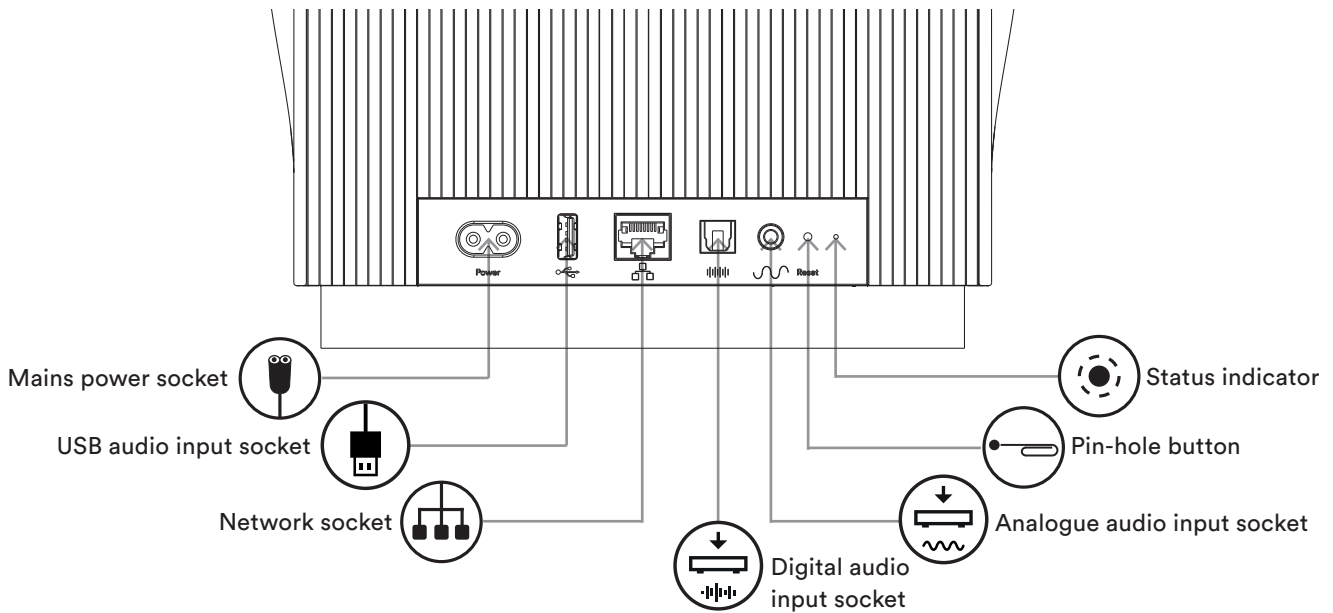 Power
Reset
Mains power socket
Status indicator
USB audio input socket
Pin-hole button
Network socket
Analogue audio input socket
Digital audio
input socket